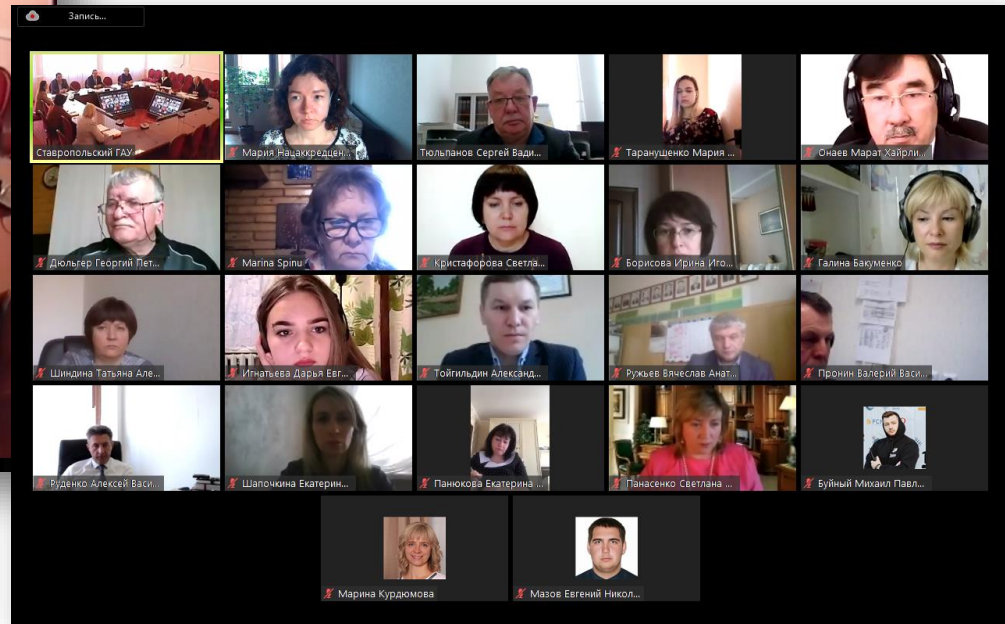 Запись...
Ставропольский ГАУ
Мария Нацаккредцен...
Тюльпанов Сергей Вади...
Таранущенко Мария ...
Онаев Марат Хайрли...
Дюльгер Георгий Пет...
Marina Spinu
Кристафорова Светла...
Борисова Ирина Иго...
Галина Бакуменко
Шиндина Татьяна Але...
Игнатьева Дарья Евг...
Тойгильдин Александ...
Ружьев Вячеслав Анат...
Пронин Валерий Васи...
Руденко Алексей Васи...
Шапочкина Екатерин...
Панюкова Екатерина ...
Панасенко Светлана ...
Буйный Михаил Павл...
Марина Курдюмова
Мазов Евгений Никол...